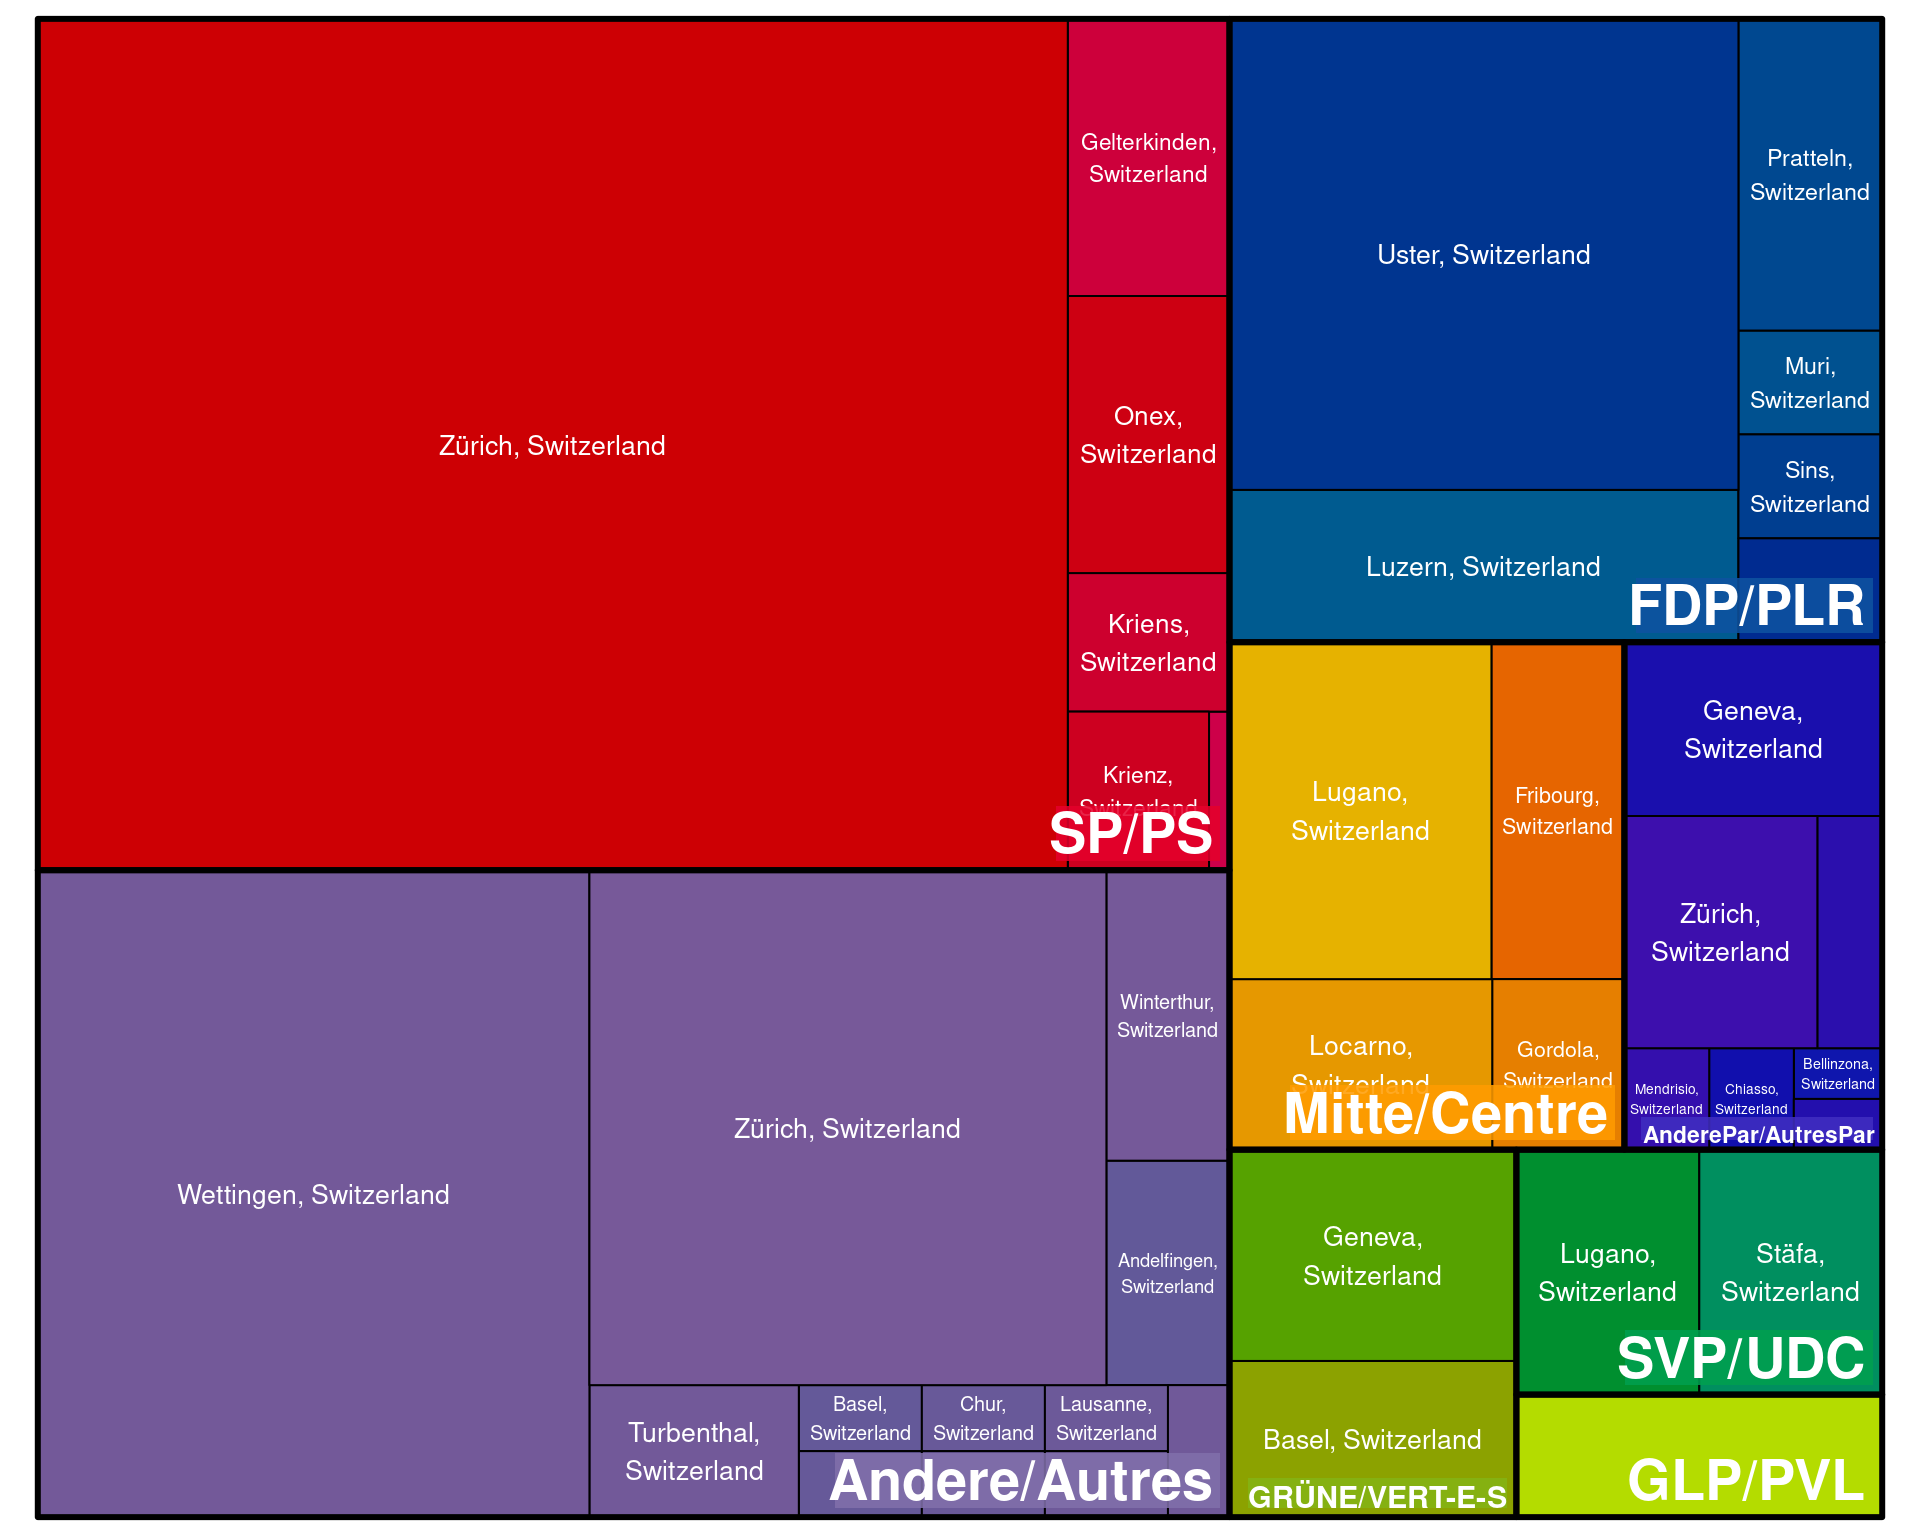 Zürich, Switzerland
Gelterkinden,
Switzerland
Onex,
Switzerland
Kriens,
Switzerland
Krienz,
Switzerland
SP/PS
Uster, Switzerland
Pratteln,
Switzerland
Muri,
Switzerland
Sins,
Switzerland
Luzern, Switzerland
FDP/PLR
Lugano,
Switzerland
Fribourg,
Switzerland
Locarno,
Switzerland
Gordola,
Switzerland
Mitte/Centre
Geneva,
Switzerland
Zürich,
Switzerland
Mendrisio,
Switzerland
Chiasso,
Switzerland
Bellinzona,
Switzerland
AnderePar/AutresPar
Wettingen, Switzerland
Zürich, Switzerland
Winterthur,
Switzerland
Andelfingen,
Switzerland
Turbenthal,
Switzerland
Basel,
Switzerland
Chur,
Switzerland
Lausanne,
Switzerland
Andere/Autres
Geneva,
Switzerland
Basel, Switzerland
GRÜNE/VERT-E-S
Lugano,
Switzerland
Stäfa,
Switzerland
SVP/UDC
GLP/PVL